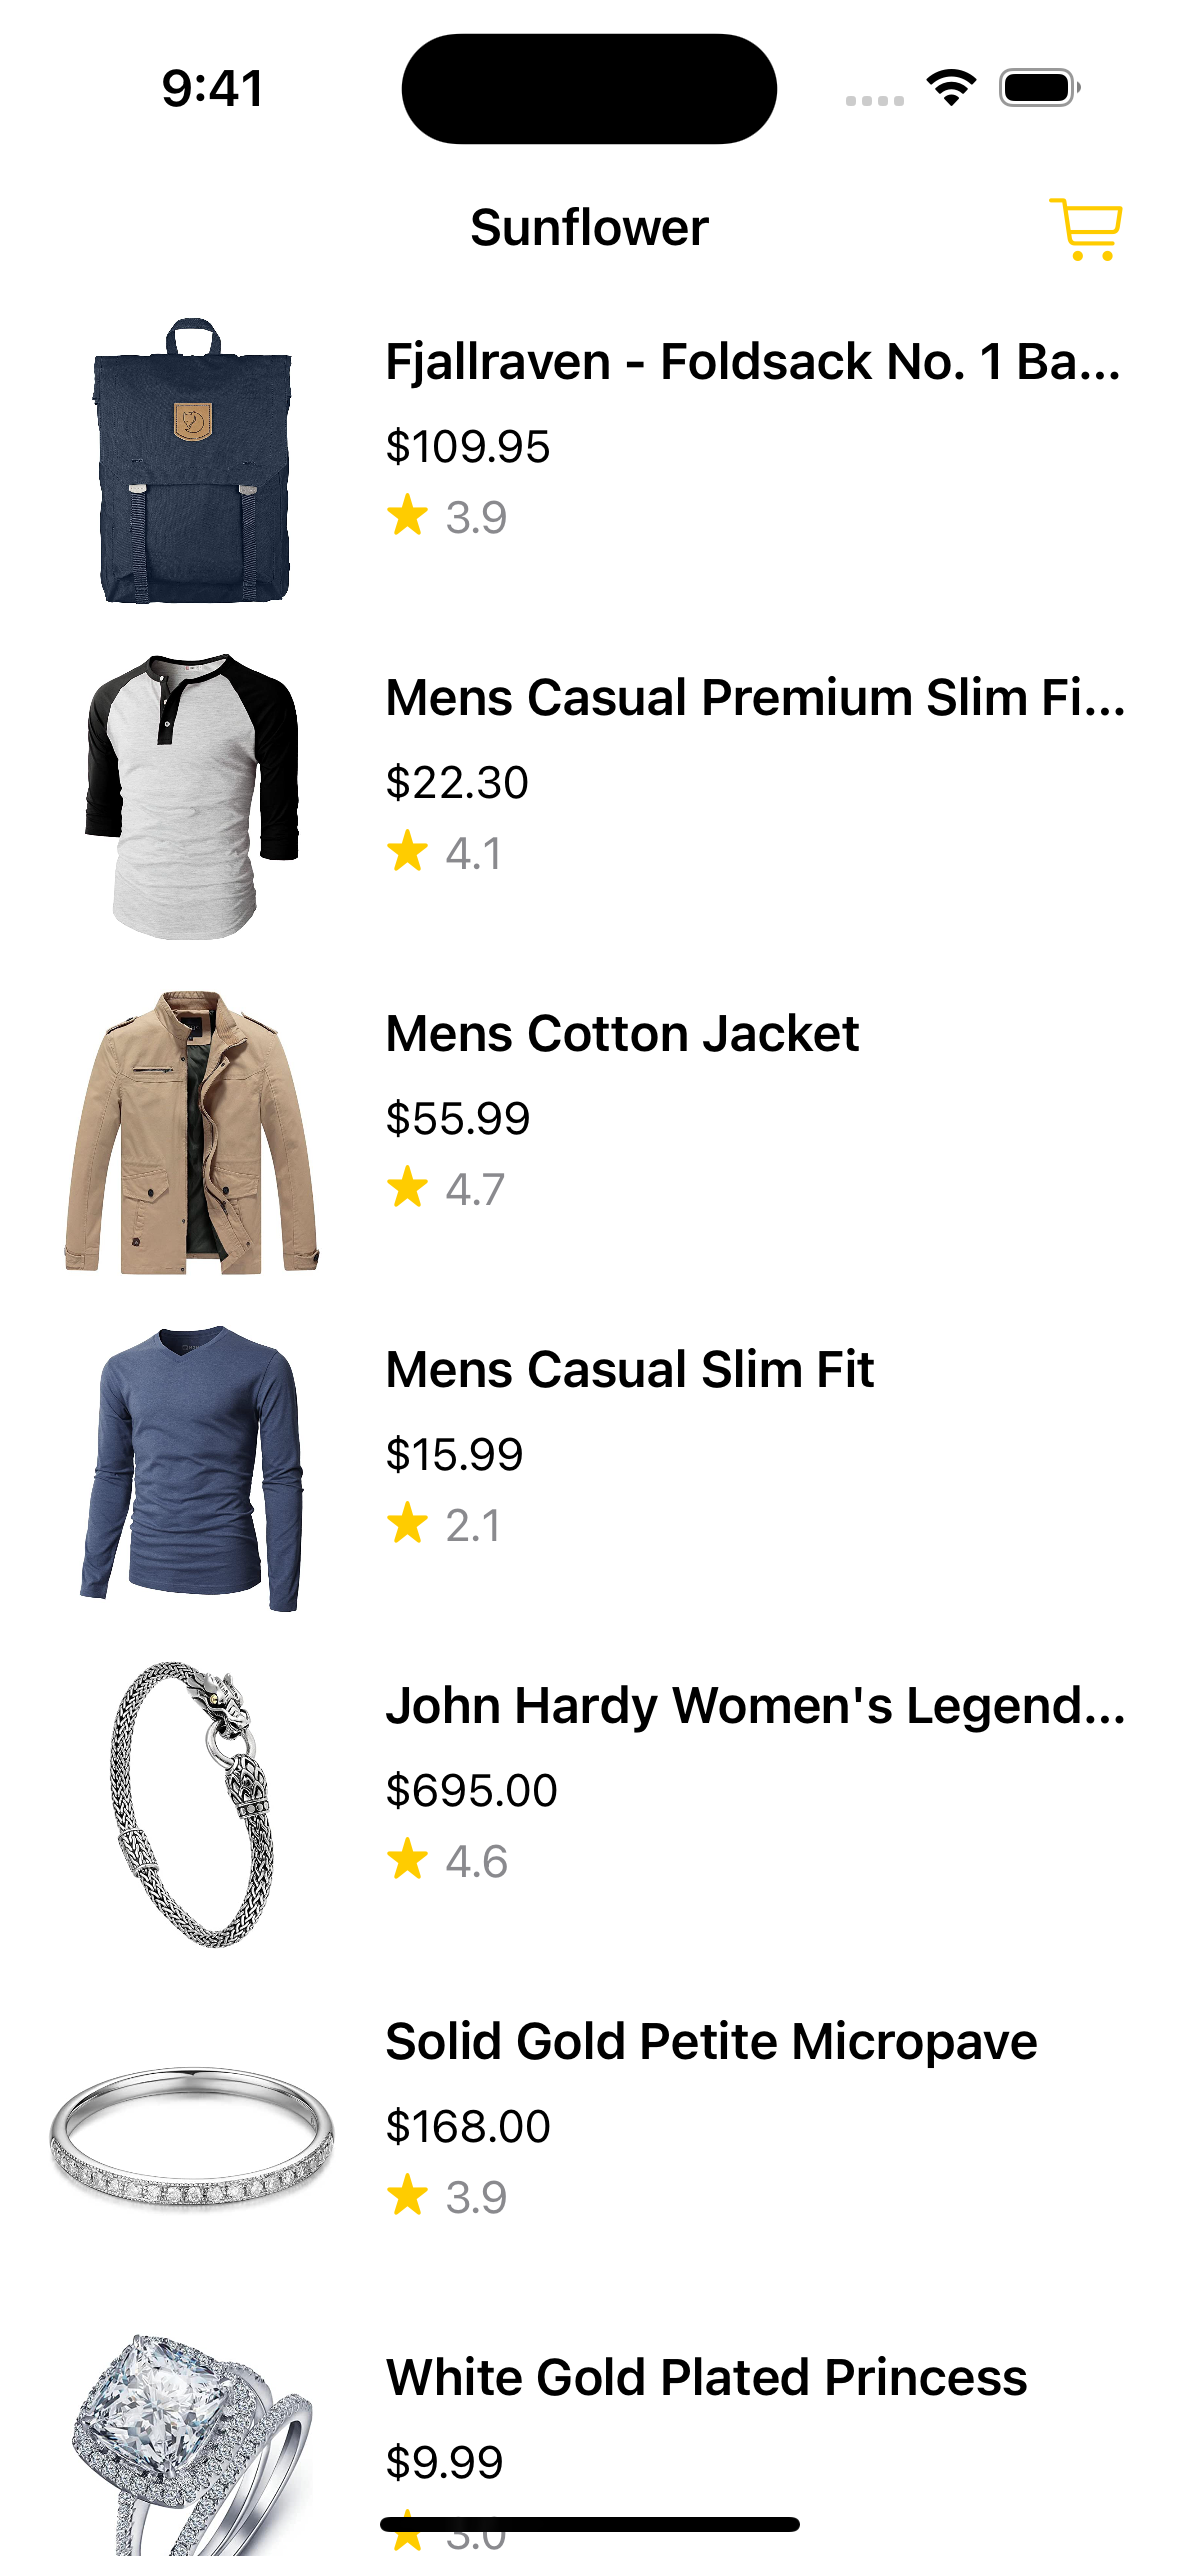 9:41
Sunflower
Fjallraven - Foldsack No. 1 Ba...
$109.95
3.9
Mens Casual Premium Slim Fi...
$22.30
4.1
Mens Cotton Jacket
$55.99
4.7
Mens Casual Slim Fit
$15.99
2.1
John Hardy Women's Legend...
$695.00
4.6
Solid Gold Petite Micropave
$168.00
3.9
White Gold Plated Princess
$9.99
3.0